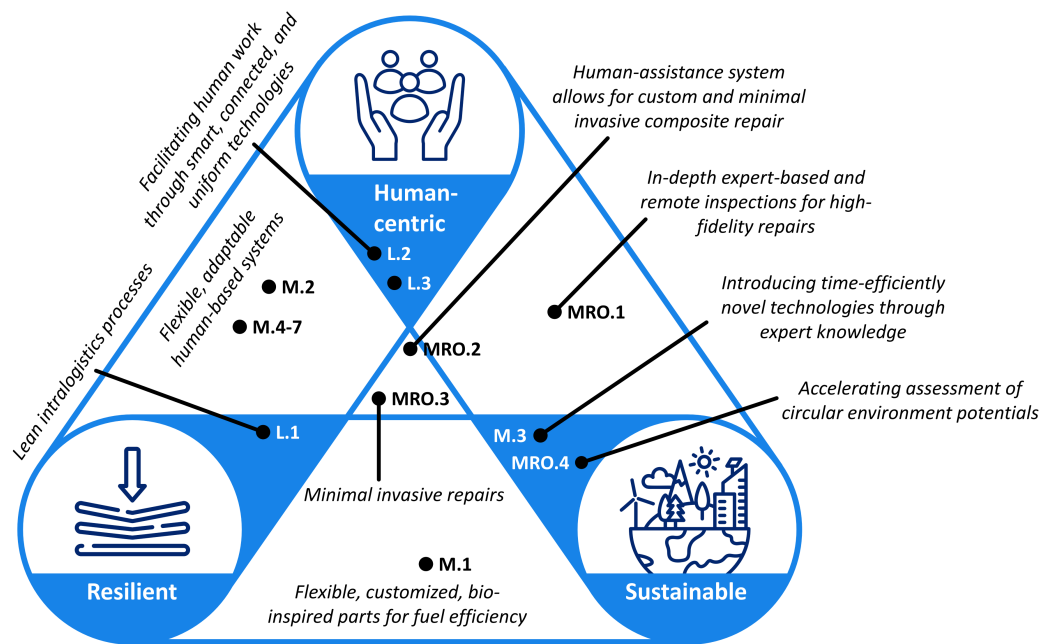 Facilitating human work
through smart, connected, and
uniform technologies
Human-assistance system
allows for custom and minimal
invasive composite repair
In-depth expert-based and
remote inspections for high-
fidelity repairs
Human-
centric
L.2
L.3
Flexible, adaptable
human-based systems
M.2
M.4-7
MRO.1
Introducing time-efficiently
novel technologies through
expert knowledge
MRO.2
Lean intralogistics processes
MRO.3
Accelerating assessment of
circular environment potentials
L.1
M.3
MRO.4
Minimal invasive repairs
M.1
Flexible, customized, bio-
inspired parts for fuel efficiency
Resilient
Sustainable